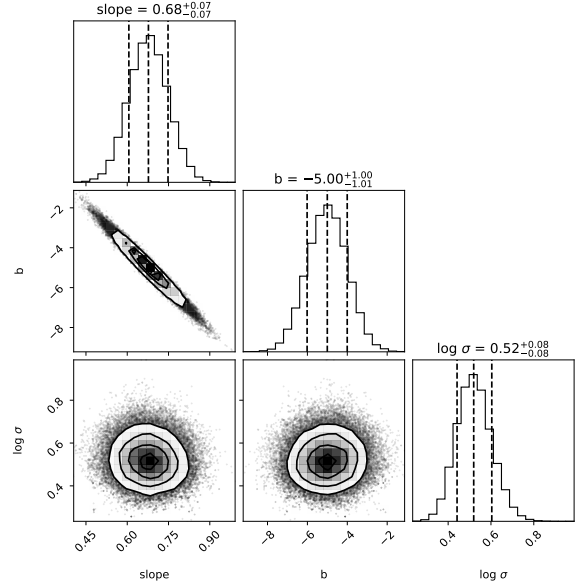 slope = 0.68+0.07 −0.07
b = −5.00+1.00 −1.01
−2
−4
−6
−8
b
log σ = 0.52+0.08 −0.08
0.8
0.6
0.4
log σ
0.45 0.60 0.75 0.90
−8 −6 −4 −2
0.4 0.6 0.8
slope b log σ